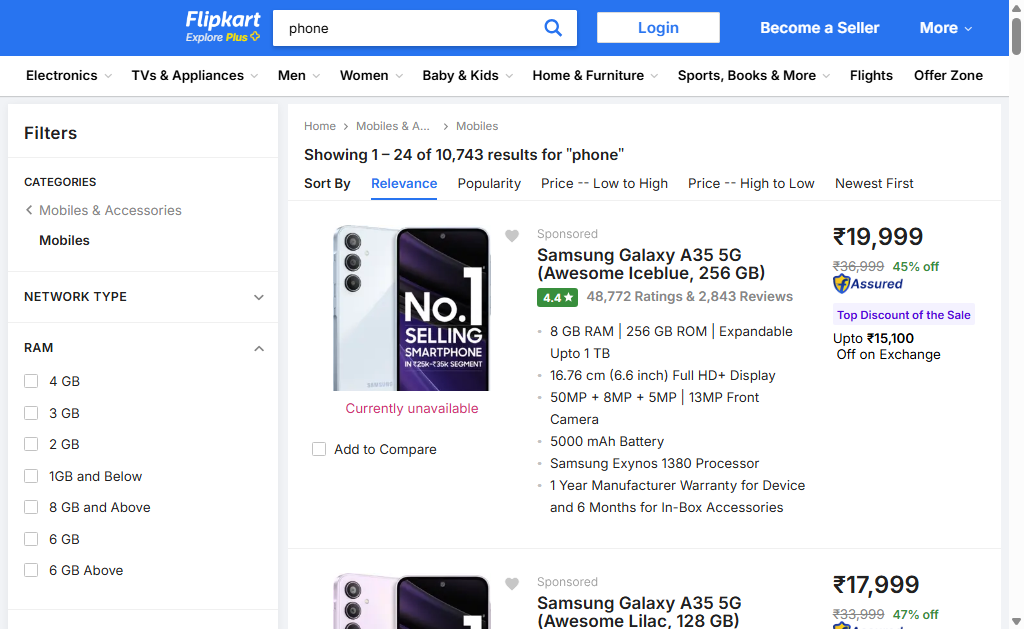 Flipkart
Explore Plus
phone
Login
Become a Seller
More
Electronics
TVs & Appliances
Men
Women
Baby & Kids
Home & Furniture
Sports, Books & More
Flights
Offer Zone
Filters
CATEGORIES
Mobiles & Accessories
Mobiles
NETWORK TYPE
RAM
4 GB
3 GB
2 GB
1GB and Below
8 GB and Above
6 GB
6 GB Above
Home
Mobiles & A...
Mobiles
Showing 1 – 24 of 10,743 results for "phone"
Sort By
Relevance
Popularity
Price -- Low to High
Price -- High to Low
Newest First
No.1
SELLING
SMARTPHONE
IN ₹25k-₹35k SEGMENT
SAMSUNG
Currently unavailable
Add to Compare
Sponsored
Samsung Galaxy A35 5G
(Awesome Iceblue, 256 GB)
4.4★
48,772 Ratings & 2,843 Reviews
8 GB RAM | 256 GB ROM | Expandable
Upto 1 TB
16.76 cm (6.6 inch) Full HD+ Display
50MP + 8MP + 5MP | 13MP Front
Camera
5000 mAh Battery
Samsung Exynos 1380 Processor
1 Year Manufacturer Warranty for Device
and 6 Months for In-Box Accessories
₹19,999
₹36,999 45% off
Assured
Top Discount of the Sale
Upto ₹15,100
Off on Exchange
Sponsored
Samsung Galaxy A35 5G
(Awesome Lilac, 128 GB)
₹17,999
₹33,999 47% off